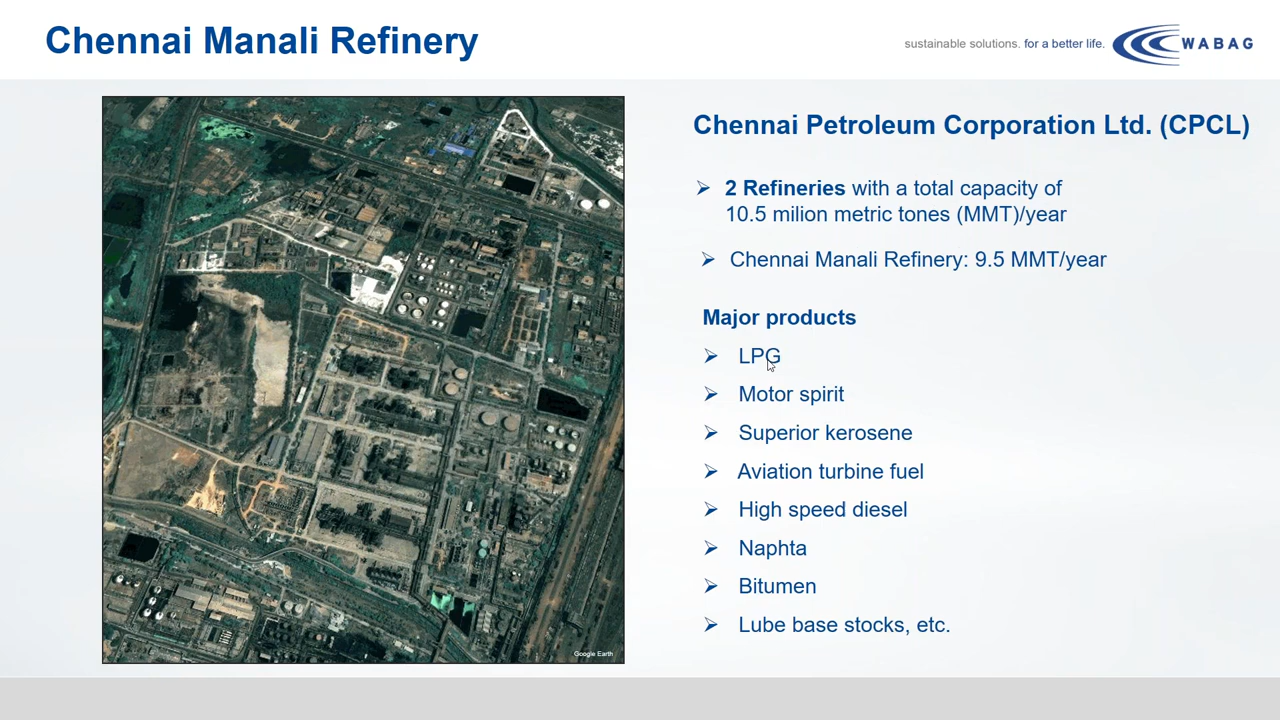 Chennai Manali Refinery
sustainable solutions. for a better life.
WABAG
Chennai Petroleum Corporation Ltd. (CPCL)
2 Refineries with a total capacity of
10.5 milion metric tones (MMT)/year
Chennai Manali Refinery: 9.5 MMT/year
Major products
LPG
Motor spirit
Superior kerosene
Aviation turbine fuel
High speed diesel
Naphta
Bitumen
Lube base stocks, etc.
Google Earth